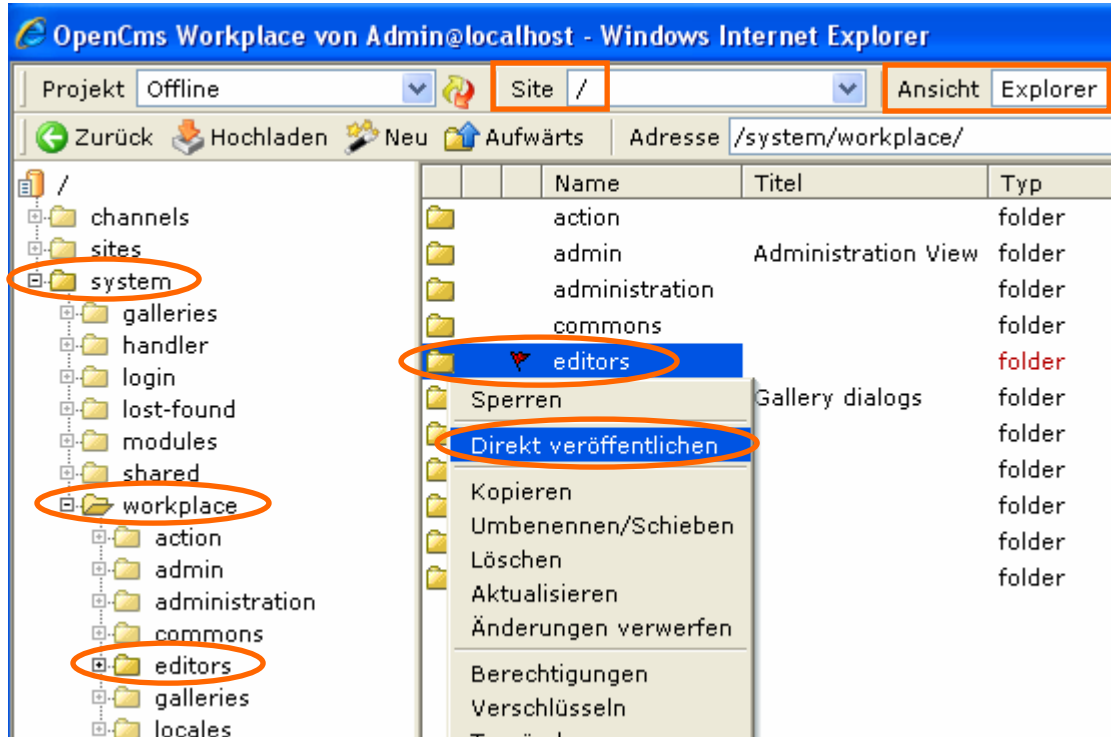 OpenCms Workplace von Admin@localhost - Windows Internet Explorer
Projekt Offline Site / Ansicht Explorer
Zurück Hochladen Neu Aufwärts Adresse /system/workplace/
/
channels
sites
system
galleries
handler
login
lost-found
modules
shared
workplace
action
admin
administration
commons
editors
galleries
locales
Name Titel Typ
action folder
admin Administration View folder
administration folder
commons folder
editors folder
Gallery dialogs folder
folder
folder
folder
folder
folder
Sperren
Direkt veröffentlichen
Kopieren
Umbenennen/Schieben
Löschen
Aktualisieren
Änderungen verwerfen
Berechtigungen
Verschlüsseln